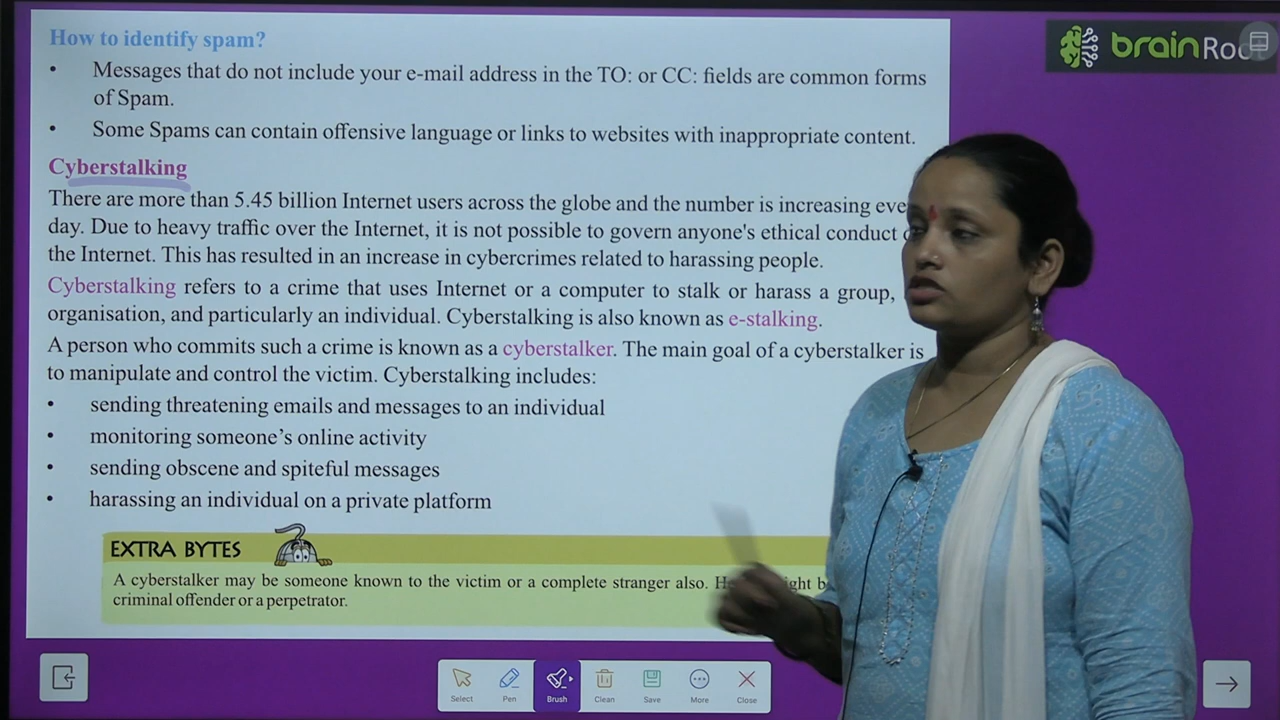 How to identify spam?
brainRo
• Messages that do not include your e-mail address in the TO: or CC: fields are common forms
of Spam.
• Some Spams can contain offensive language or links to websites with inappropriate content.
Cyberstalking
There are more than 5.45 billion Internet users across the globe and the number is increasing
day. Due to heavy traffic over the Internet, it is not possible to govern anyone's ethical conduct
the Internet. This has resulted in an increase in cybercrimes related to harassing people.
Cyberstalking refers to a crime that uses Internet or a computer to stalk or harass a group,
organisation, and particularly an individual. Cyberstalking is also known as e-stalking.
A person who commits such a crime is known as a cyberstalker. The main goal of a cyberstalker is
to manipulate and control the victim. Cyberstalking includes:
• sending threatening emails and messages to an individual
• monitoring someone's online activity
• sending obscene and spiteful messages
• harassing an individual on a private platform
EXTRA BYTES
A cyberstalker may be someone known to the victim or a complete stranger also.
criminal offender or a perpetrator.
Select Pen Brush Clean Save More Close